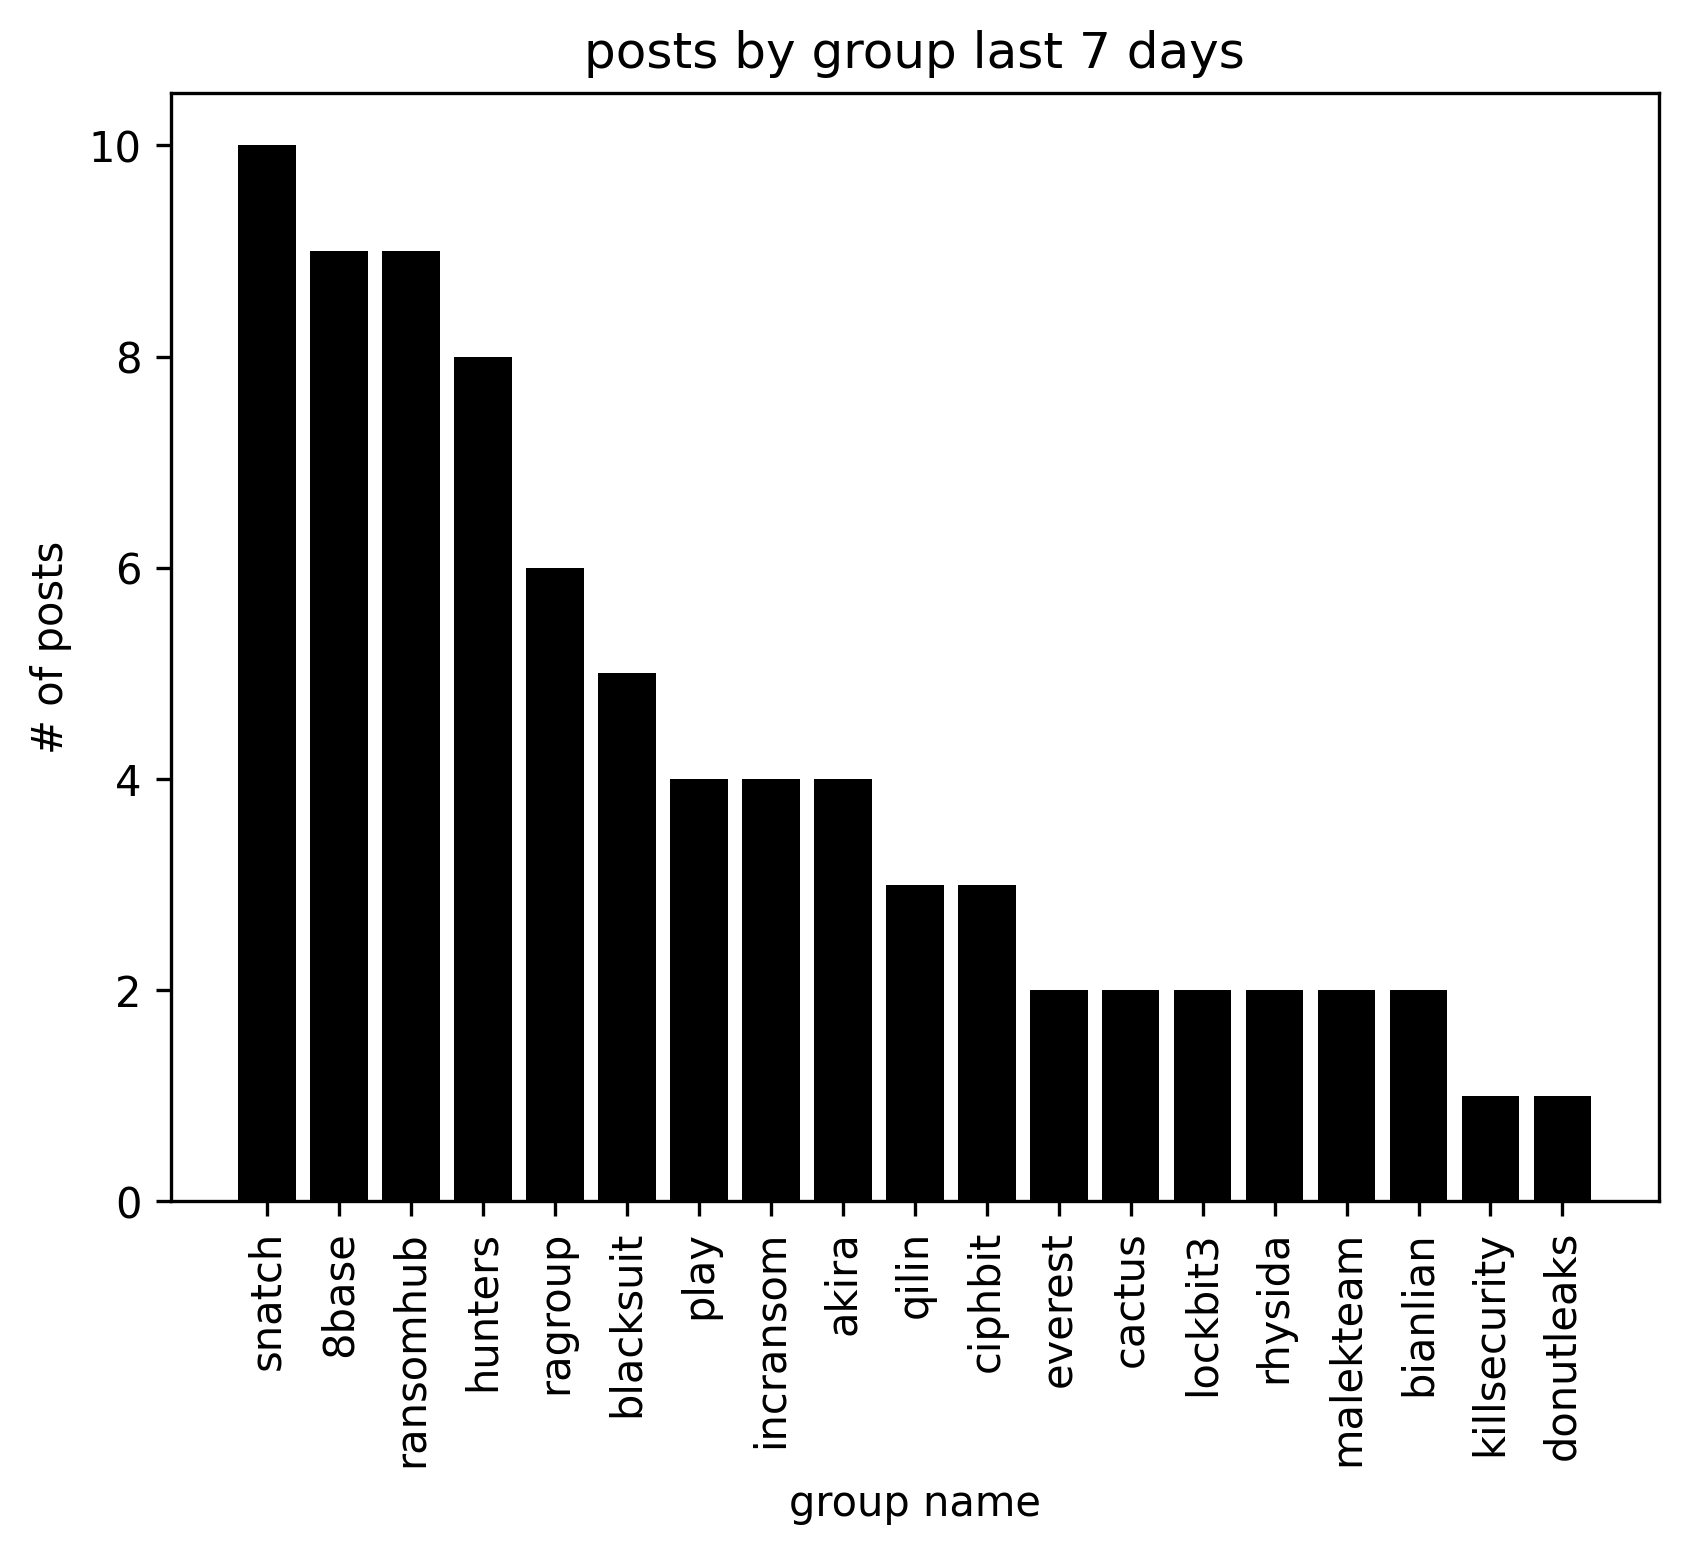 posts by group last 7 days
# of posts
10
8
6
4
2
0
snatch
8base
ransomhub
hunters
ragroup
blacksuit
play
incransom
akira
qilin
ciphbit
everest
cactus
lockbit3
rhysida
malekteam
bianlian
killsecurity
donutleaks
group name